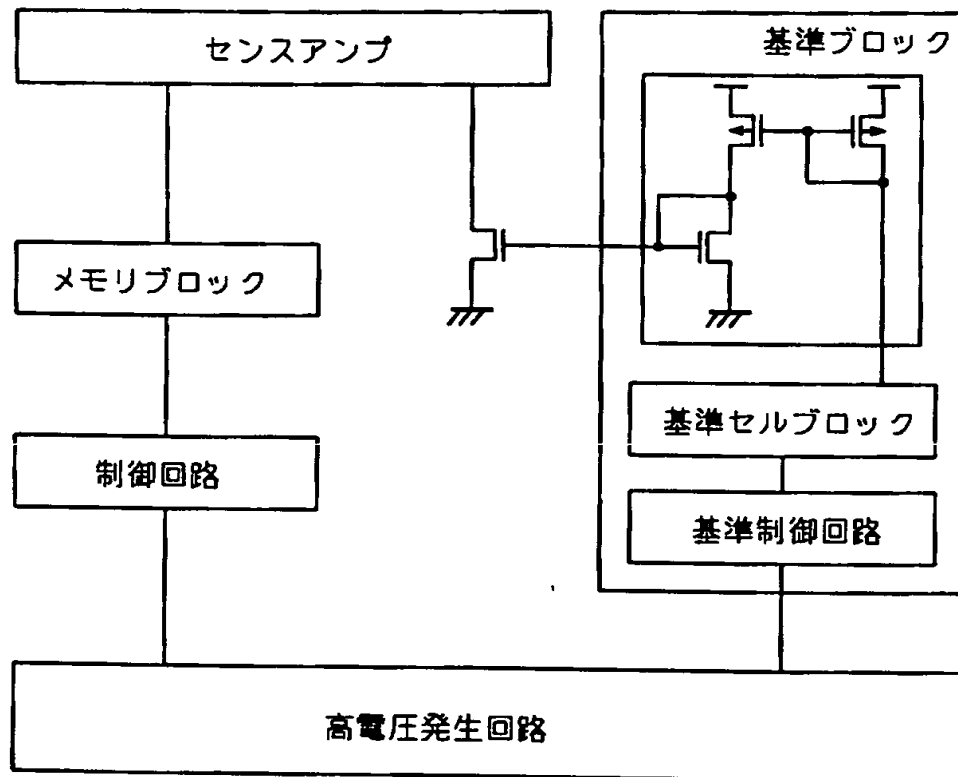 センスアンプ
基準ブロック
メモリブロック
基準セルブロック
制御回路
基準制御回路
高電圧発生回路